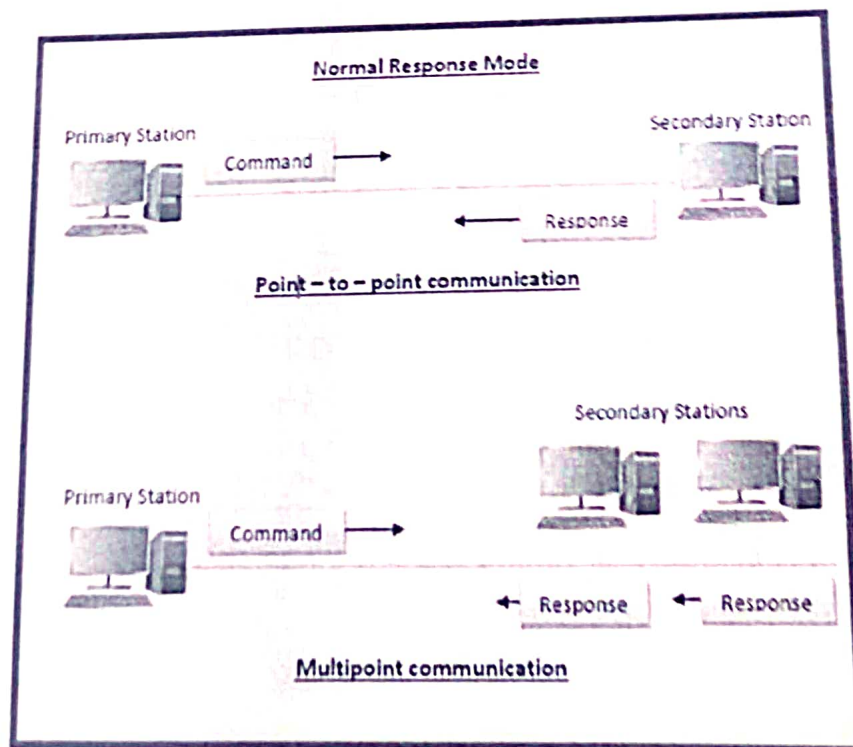 Normal Response Mode
Primary Station
Secondary Station
Command
Response
Point – to – point communication
Secondary Stations
Primary Station
Command
Response
Response
Multipoint communication